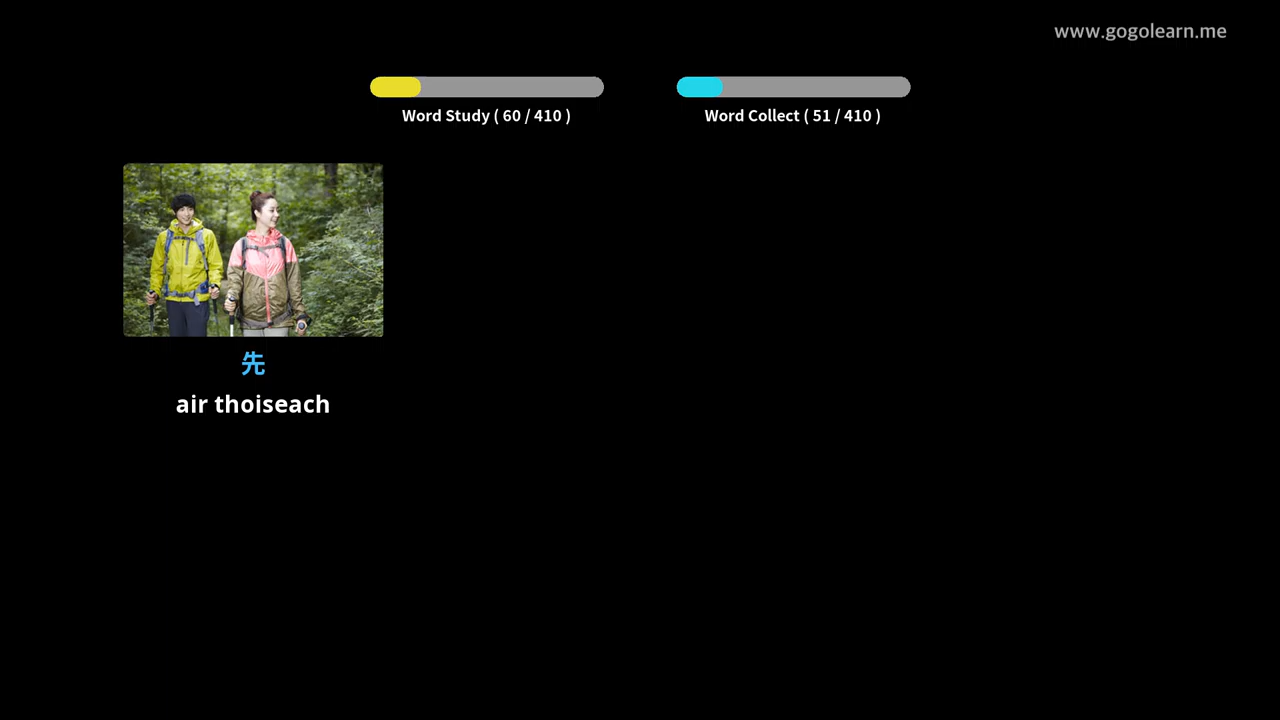 www.gogolearn.me
Word Study ( 60 / 410 )
Word Collect ( 51 / 410 )
先
air thoiseach